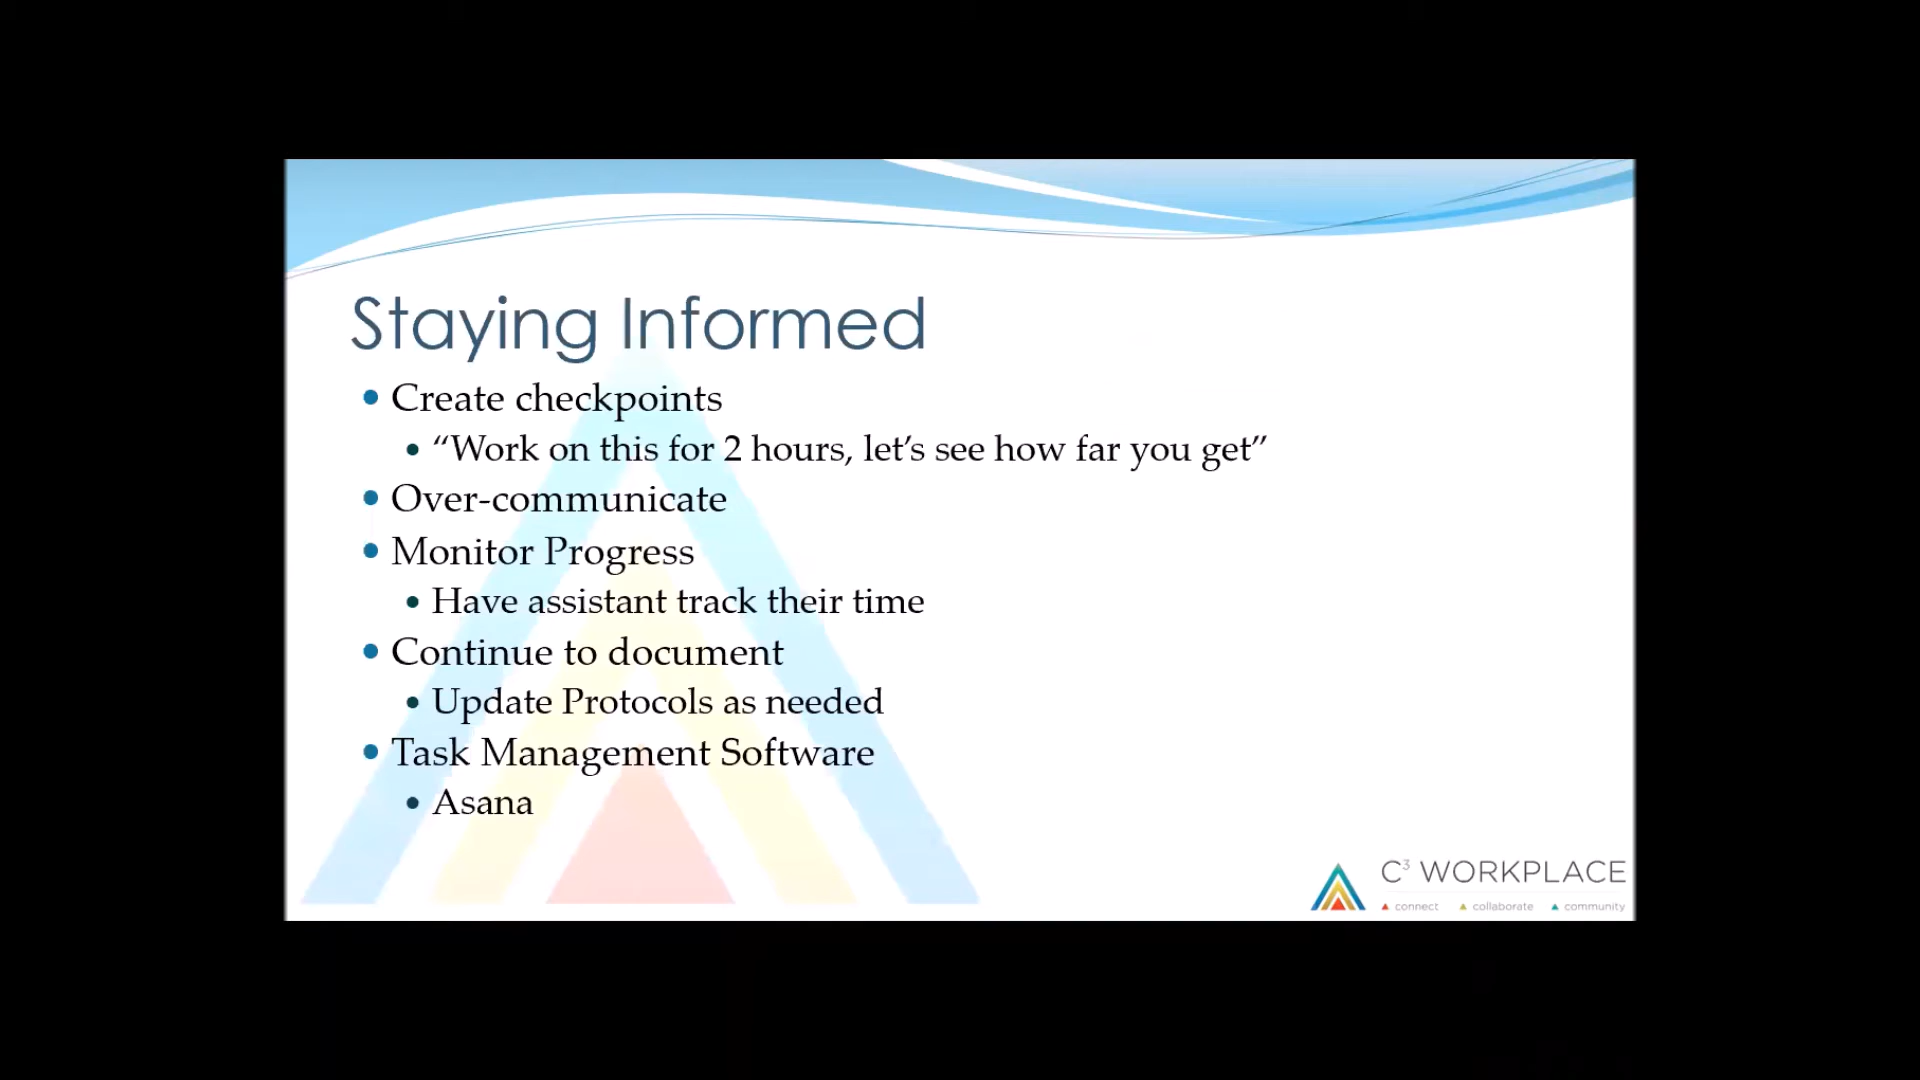 Staying Informed
• Create checkpoints
• “Work on this for 2 hours, let’s see how far you get”
• Over-communicate
• Monitor Progress
• Have assistant track their time
• Continue to document
• Update Protocols as needed
• Task Management Software
• Asana
C³ WORKPLACE
connect collaborate community